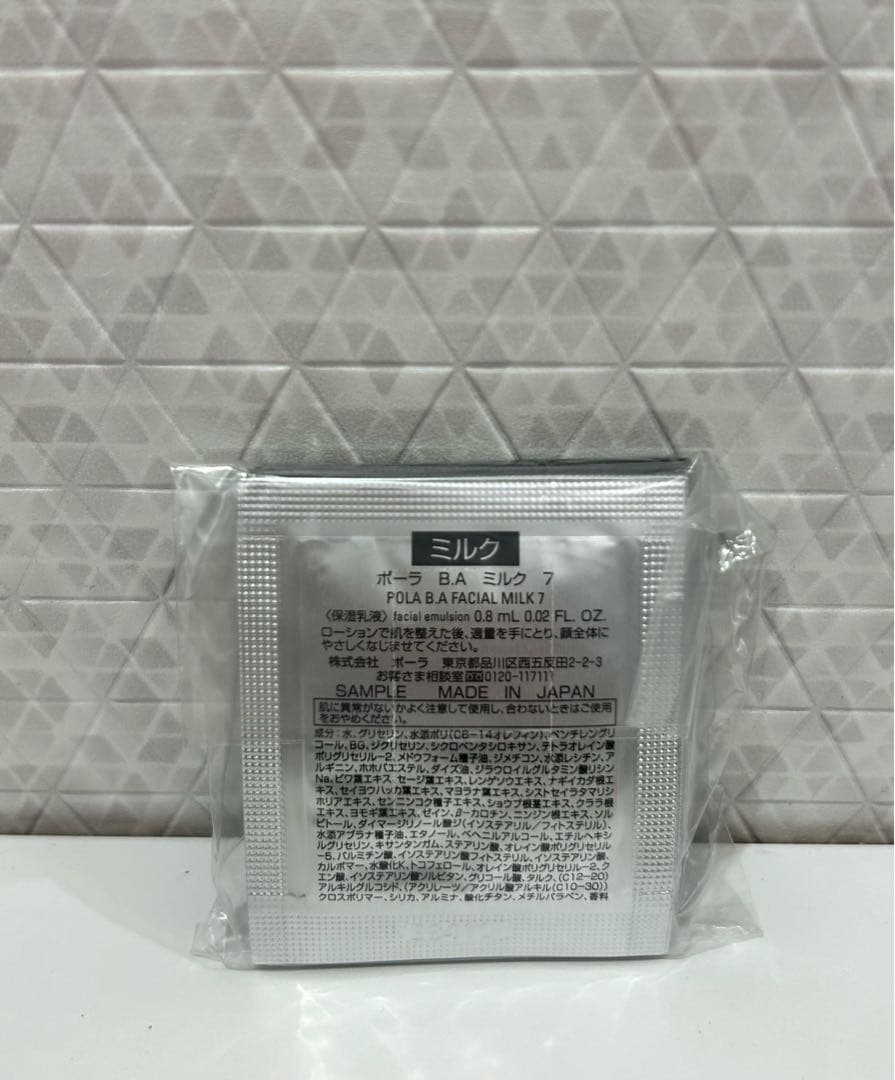 ミルク
ポーラ B.A ミルク 7
POLA B.A FACIAL MILK 7
〈保湿乳液〉 facial emulsion 0.8 mL 0.02 FL. OZ.
ローションで肌を整えた後、適量を手にとり、顔全体に
やさしくなじませてください。
株式会社 ポーラ 東京都品川区西五反田2-2-3
お客さま相談室 0120-117111
SAMPLE MADE IN JAPAN
肌に異常がないかよく注意して使用し、合わないときはご使用
をおやめください。
成分：水、グリセリン、水添ポリ(C6-14オレフィン)、ペンチレングリ
コール、BG、ジグリセリン、シクロペンタシロキサン、テトラオレイン酸
ポリグリセリル-2、メドウフォーム種子油、ジメチコン、水添レシチン、ア
ルギニン、ホホバエステル、ダイズ油、ジラウロイルグルタミン酸リシン
Na、ビワ葉エキス、セージ葉エキス、レンゲソウエキス、ナギイカダ根エ
キス、セイヨウハッカ葉エキス、マヨラナ葉エキス、シストセイラタマリシ
ホリアエキス、センニンコク種子エキス、ショウブ根茎エキス、クララ根
エキス、ヨモギ葉エキス、ゼイン、β-カロチン、ニンジン根エキス、ソル
ビトール、ダイマージリノール酸ジ(イソステアリル／フィトステリル)、
水添アブラナ種子油、エタノール、ベヘニルアルコール、エチルヘキシ
ルグリセリン、キサンタンガム、ステアリン酸、オレイン酸ポリグリセリル
-5、パルミチン酸、イソステアリン酸フィトステリル、イソステアリン酸、
カルボマー、水酸化K、トコフェロール、オレイン酸ポリグリセリル-2、ク
エン酸、イソステアリン酸ソルビタン、グリコール酸、タルク、(C12-20)
アルキルグルコシド、(アクリレーツ／アクリル酸アルキル(C10-30))
クロスポリマー、シリカ、アルミナ、酸化チタン、メチルパラベン、香料